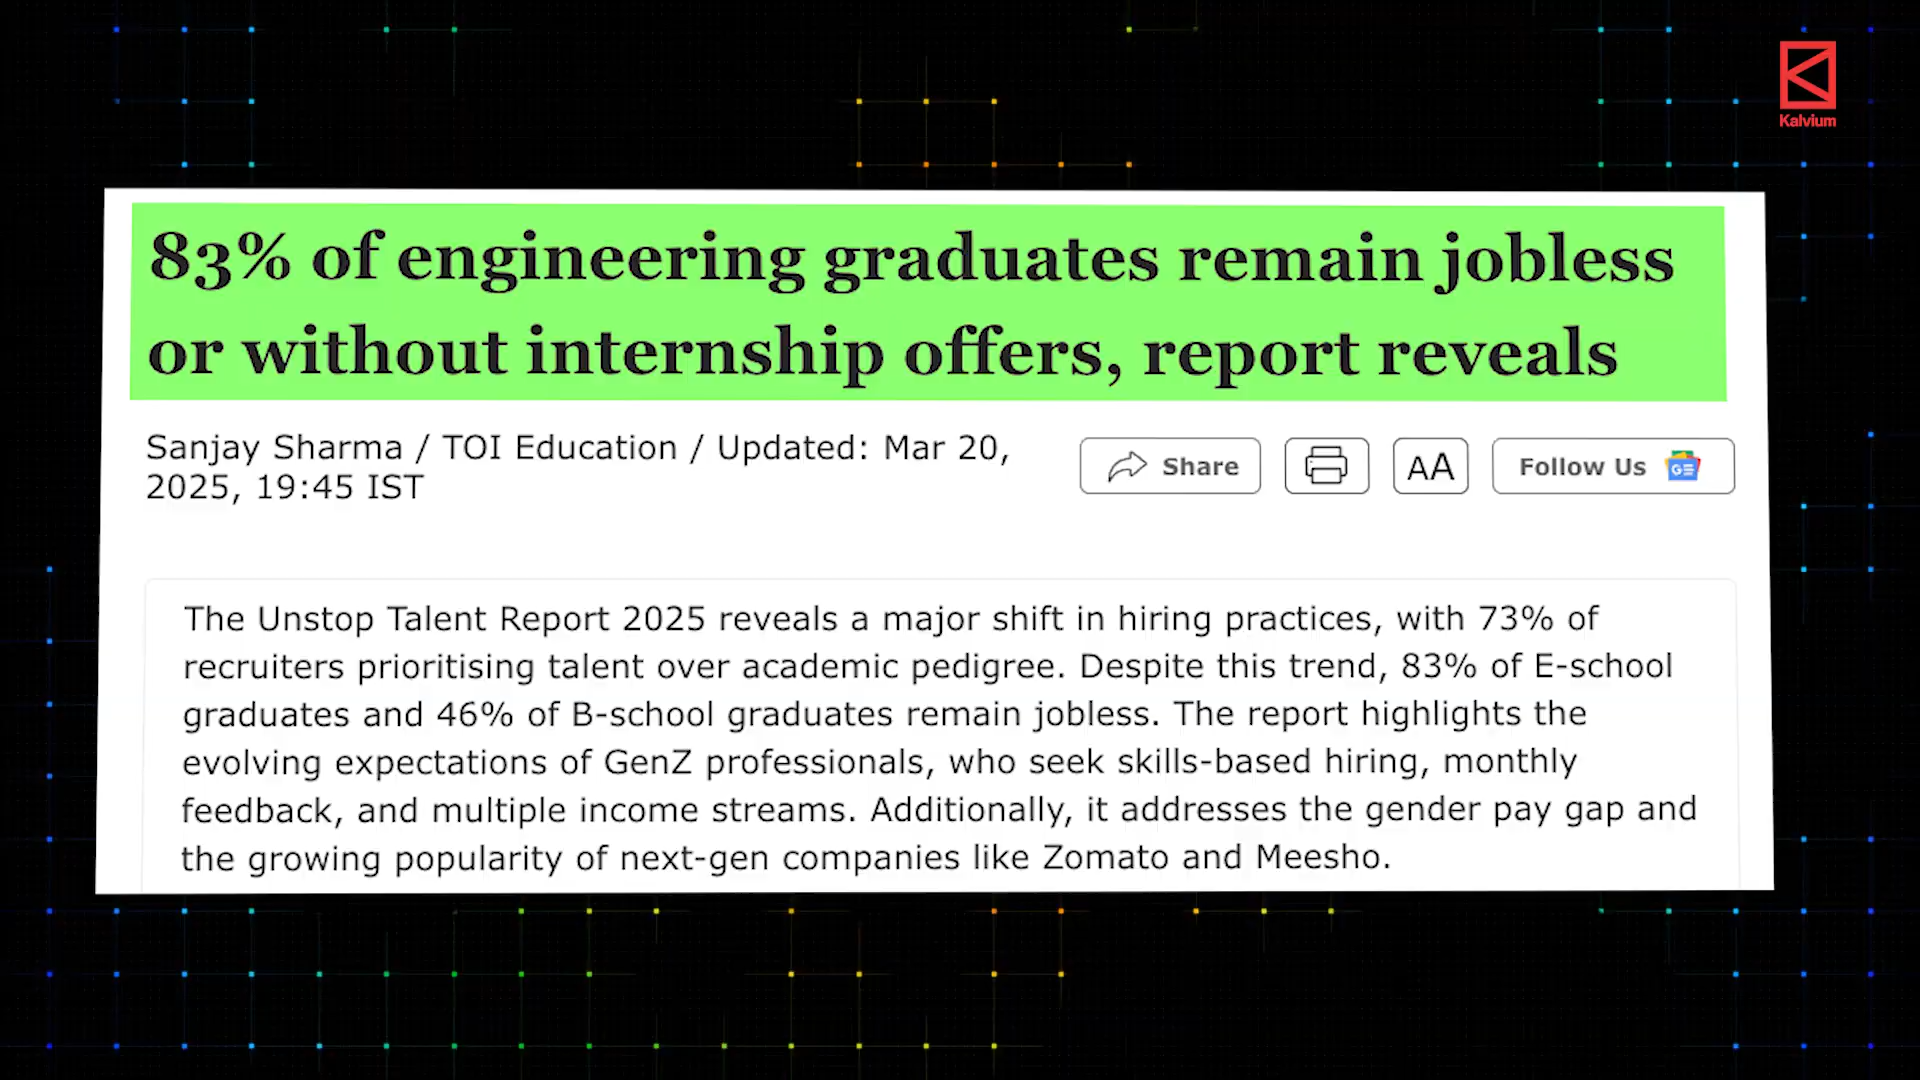 Kalvium
83% of engineering graduates remain jobless
or without internship offers, report reveals
Sanjay Sharma / TOI Education / Updated: Mar 20,
2025, 19:45 IST
Share
AA
Follow Us
GE
The Unstop Talent Report 2025 reveals a major shift in hiring practices, with 73% of
recruiters prioritising talent over academic pedigree. Despite this trend, 83% of E-school
graduates and 46% of B-school graduates remain jobless. The report highlights the
evolving expectations of GenZ professionals, who seek skills-based hiring, monthly
feedback, and multiple income streams. Additionally, it addresses the gender pay gap and
the growing popularity of next-gen companies like Zomato and Meesho.